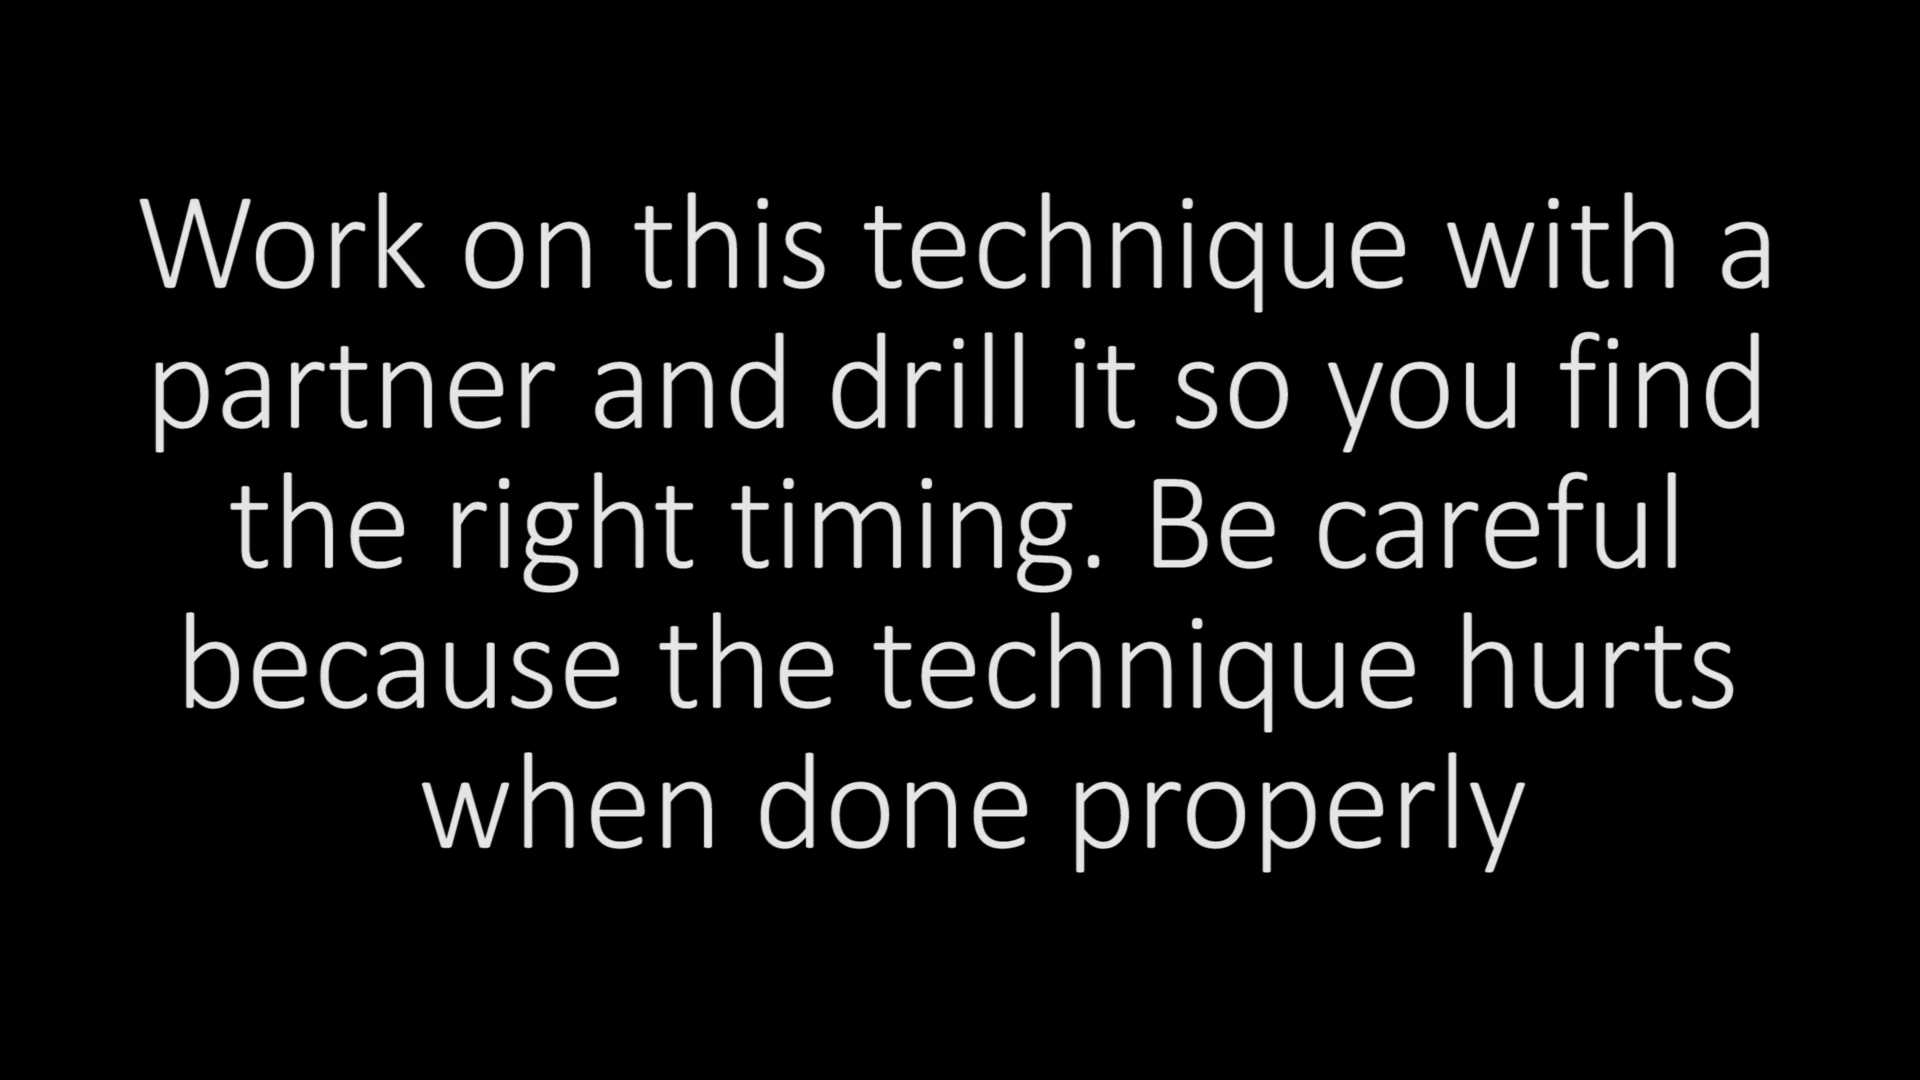 Work on this technique with a
partner and drill it so you find
the right timing. Be careful
because the technique hurts
when done properly